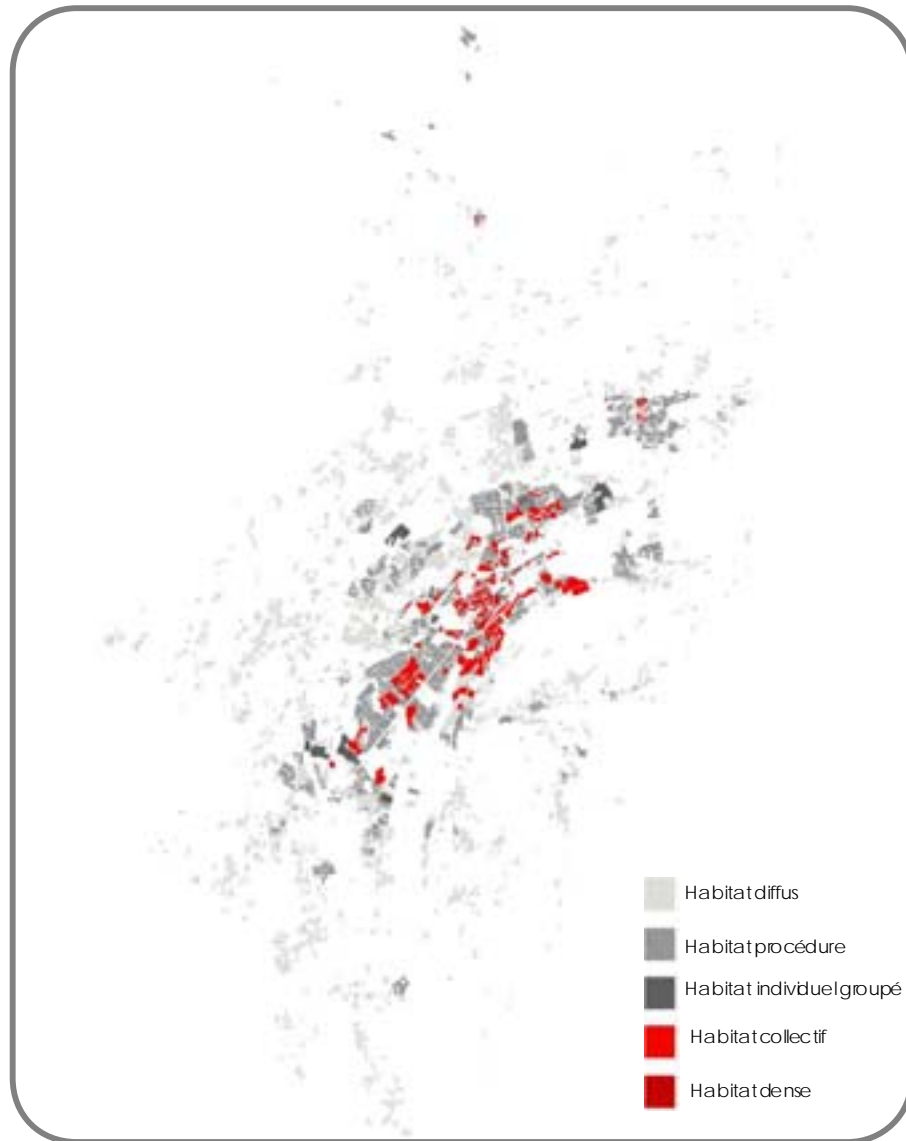 Habitat diffus
Habitat procédure
Habitat individuel groupé
Habitat collectif
Habitat dense